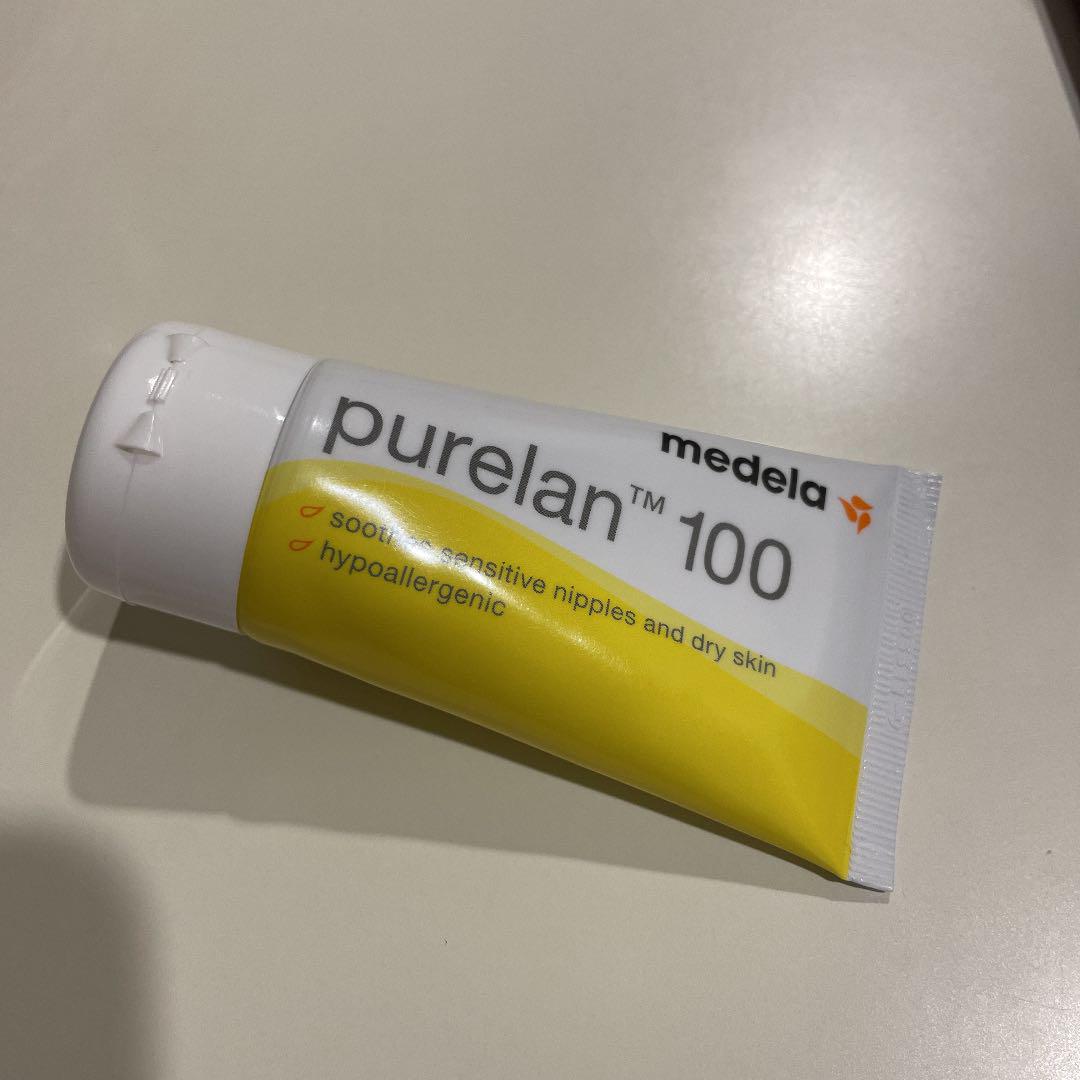 medela
purelan™ 100
soothes sensitive nipples and dry skin
hypoallergenic